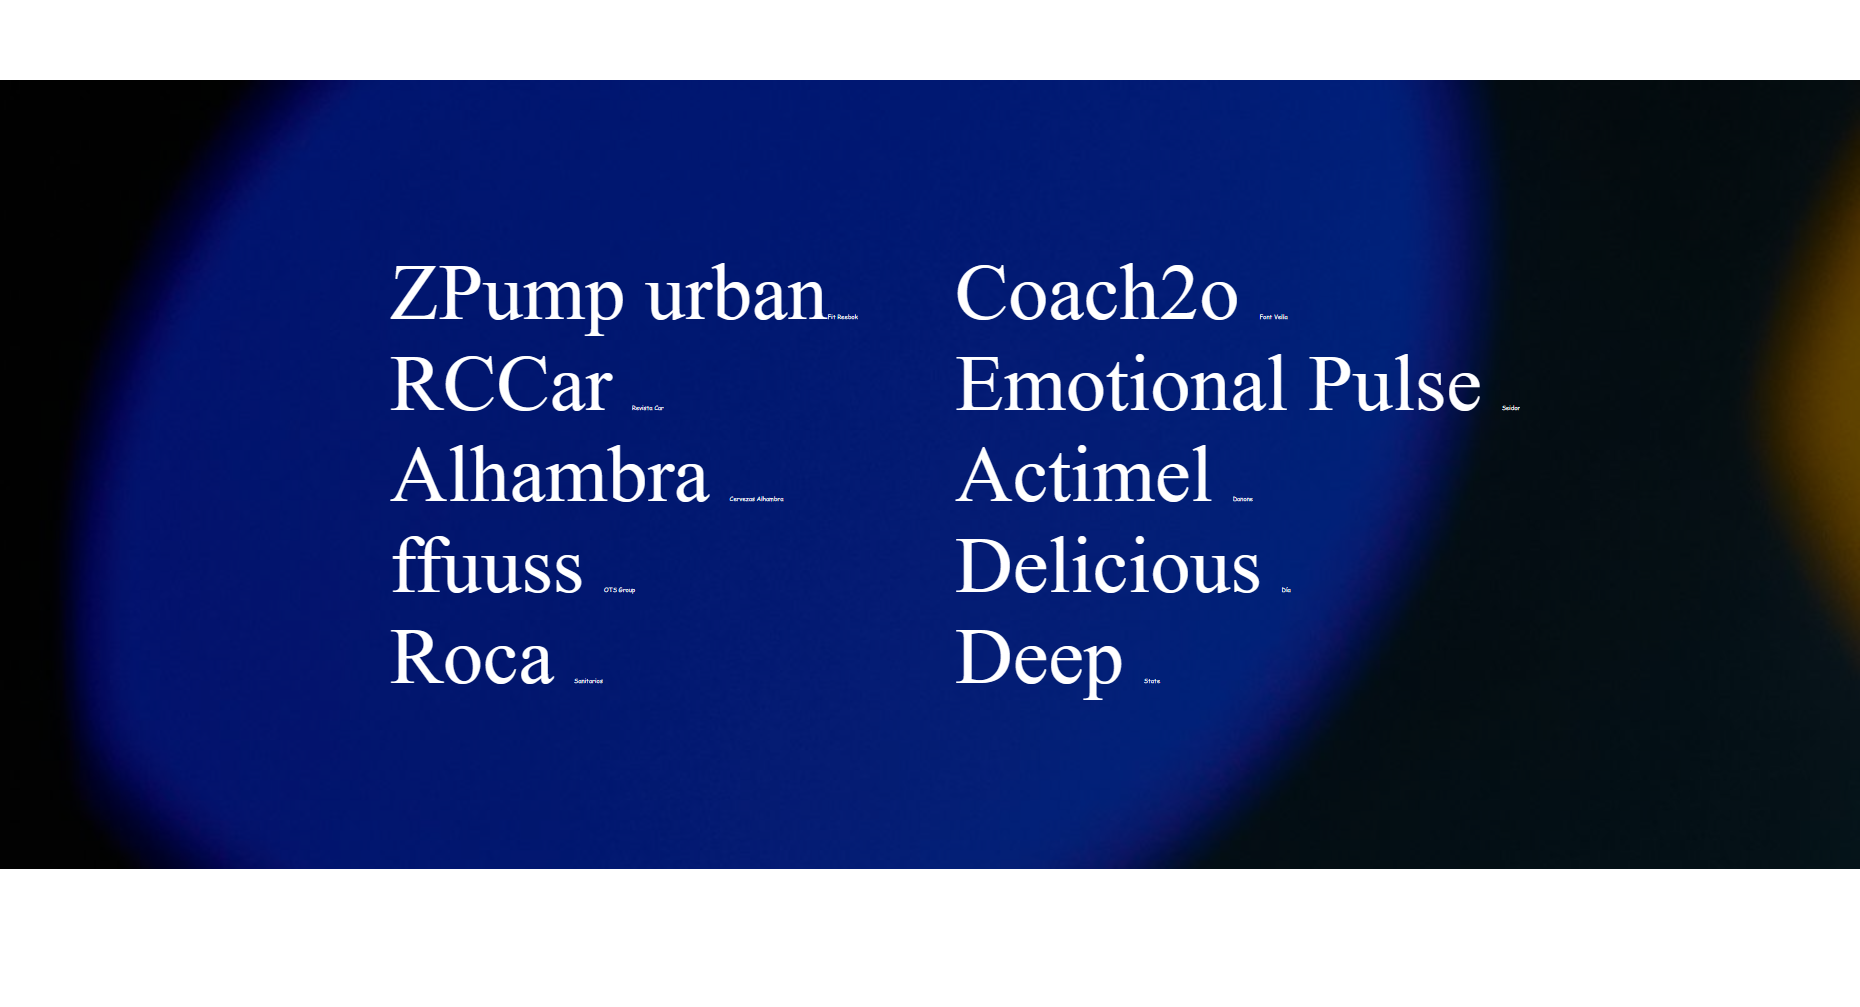 ZPump urban Fit Reebok
RCCar Revista Car
Alhambra Cervezas Alhambra
ffuuss OTS Group
Roca Sanitarios
Coach2o Font Vella
Emotional Pulse Seidor
Actimel Danone
Delicious Día
Deep State